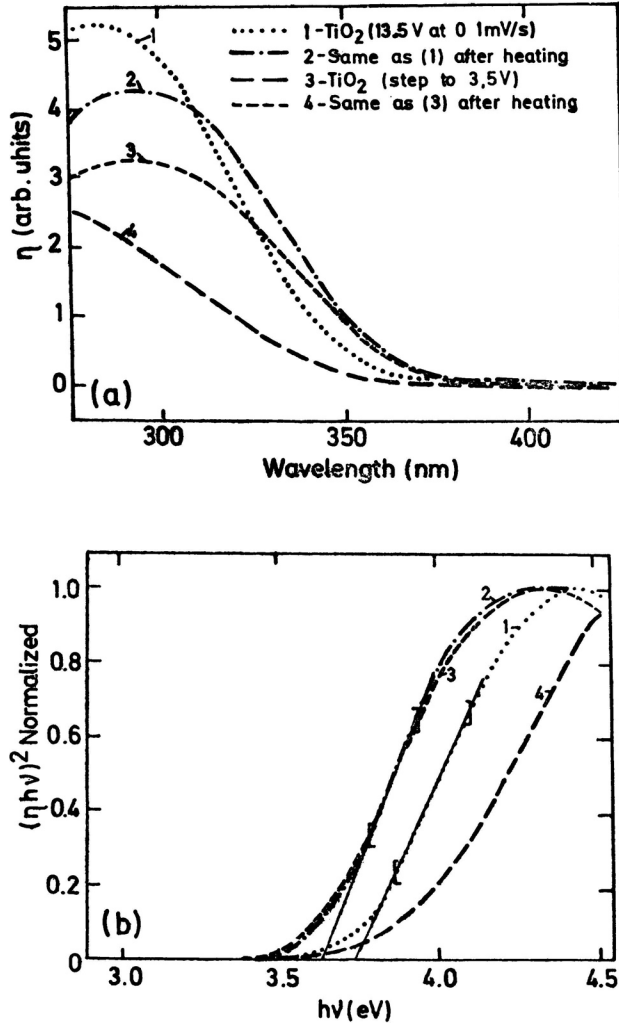 1-TiO2 (13.5 V at 0 1mV/s)
2-Same as (1) after heating
3-TiO2 (step to 3,5V)
4-Same as (3) after heating
1
2
3
4
5
4
3
2
1
0
η (arb. uhits)
(a)
300
350
400
Wavelength (nm)
1.0
0.8
0.6
0.4
0.2
0
(ηhν)² Normalized
2
1
3
4
(b)
3.0
3.5
4.0
4.5
hν (eV)